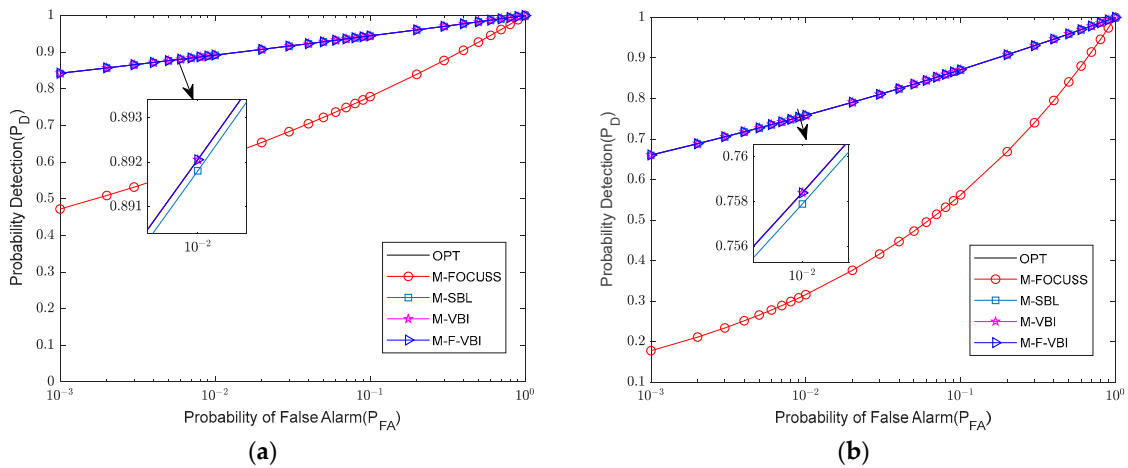 1
0.9
0.8
0.7
0.6
0.5
0.4
0.3
0.2
0.1
0
Probability Detection(P_D)
0.893
0.892
0.891
10^-2
OPT
M-FOCUSS
M-SBL
M-VBI
M-F-VBI
10^-3 10^-2 10^-1 10^0
Probability of False Alarm(P_FA)
(a)
1
0.9
0.8
0.7
0.6
0.5
0.4
0.3
0.2
0.1
Probability Detection(P_D)
0.76
0.758
0.756
10^-2
OPT
M-FOCUSS
M-SBL
M-VBI
M-F-VBI
10^-3 10^-2 10^-1 10^0
Probability of False Alarm(P_FA)
(b)